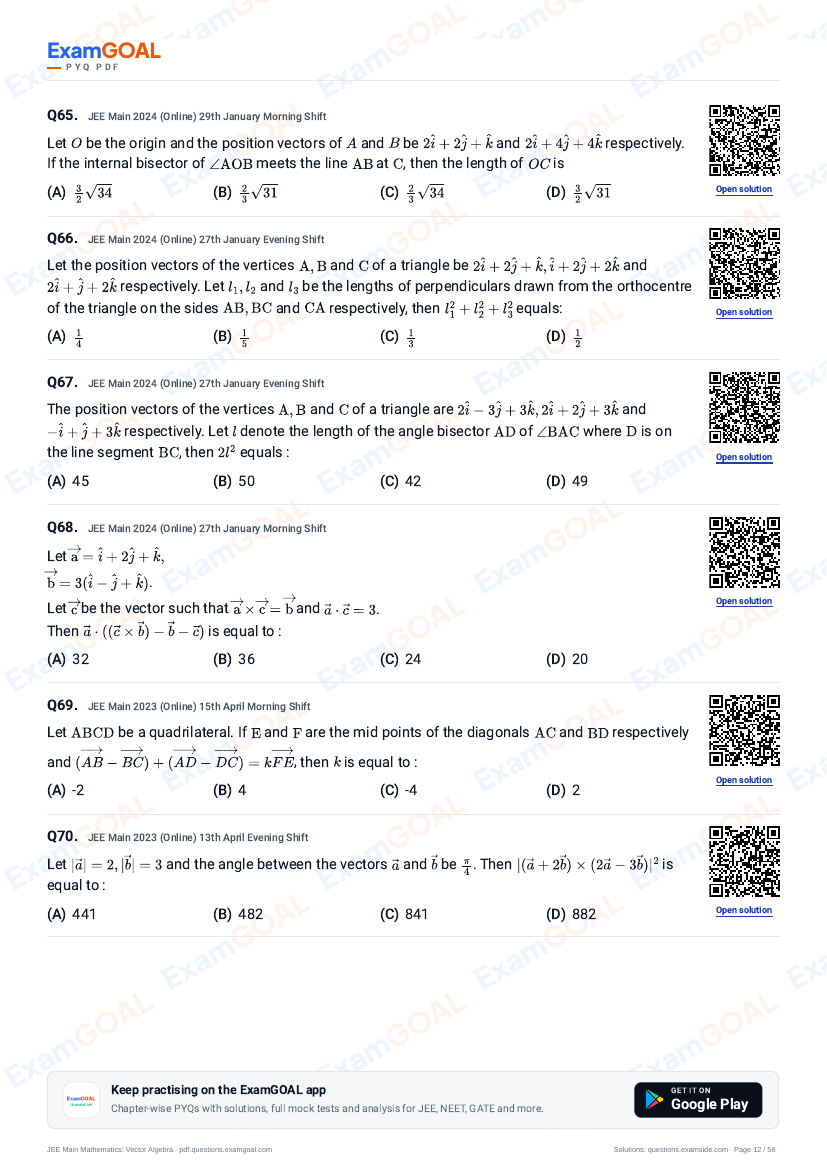 ExamGOAL
PYQ PDF
Q65. JEE Main 2024 (Online) 29th January Morning Shift
Let O be the origin and the position vectors of A and B be 2î + 2ĵ + k̂ and 2î + 4ĵ + 4k̂ respectively.
If the internal bisector of ∠AOB meets the line AB at C, then the length of OC is
(A) 3/2 √34 (B) 2/3 √31 (C) 2/3 √34 (D) 3/2 √31
Open solution
Q66. JEE Main 2024 (Online) 27th January Evening Shift
Let the position vectors of the vertices A, B and C of a triangle be 2î + 2ĵ + k̂, î + 2ĵ + 2k̂ and
2î + ĵ + 2k̂ respectively. Let l₁, l₂ and l₃ be the lengths of perpendiculars drawn from the orthocentre
of the triangle on the sides AB, BC and CA respectively, then l₁² + l₂² + l₃² equals:
(A) 1/4 (B) 1/5 (C) 1/3 (D) 1/2
Open solution
Q67. JEE Main 2024 (Online) 27th January Evening Shift
The position vectors of the vertices A, B and C of a triangle are 2î − 3ĵ + 3k̂, 2î + 2ĵ + 3k̂ and
−î + ĵ + 3k̂ respectively. Let l denote the length of the angle bisector AD of ∠BAC where D is on
the line segment BC, then 2l² equals :
(A) 45 (B) 50 (C) 42 (D) 49
Open solution
Q68. JEE Main 2024 (Online) 27th January Morning Shift
Let a⃗ = î + 2ĵ + k̂,
b⃗ = 3(î − ĵ + k̂).
Let c⃗ be the vector such that a⃗ × c⃗ = b⃗ and a⃗ · c⃗ = 3.
Then a⃗ · ((c⃗ × b⃗) − b⃗ − c⃗) is equal to :
(A) 32 (B) 36 (C) 24 (D) 20
Open solution
Q69. JEE Main 2023 (Online) 15th April Morning Shift
Let ABCD be a quadrilateral. If E and F are the mid points of the diagonals AC and BD respectively
and (AB⃗ − BC⃗) + (AD⃗ − DC⃗) = kFE⃗, then k is equal to :
(A) -2 (B) 4 (C) -4 (D) 2
Open solution
Q70. JEE Main 2023 (Online) 13th April Evening Shift
Let |a⃗| = 2, |b⃗| = 3 and the angle between the vectors a⃗ and b⃗ be π/4. Then |(a⃗ + 2b⃗) × (2a⃗ − 3b⃗)|² is
equal to :
(A) 441 (B) 482 (C) 841 (D) 882
Open solution
Keep practising on the ExamGOAL app
Chapter-wise PYQs with solutions, full mock tests and analysis for JEE, NEET, GATE and more.
GET IT ON
Google Play
JEE Main Mathematics: Vector Algebra · pdf.questions.examgoal.com
Solutions: questions.examside.com · Page 12 / 58